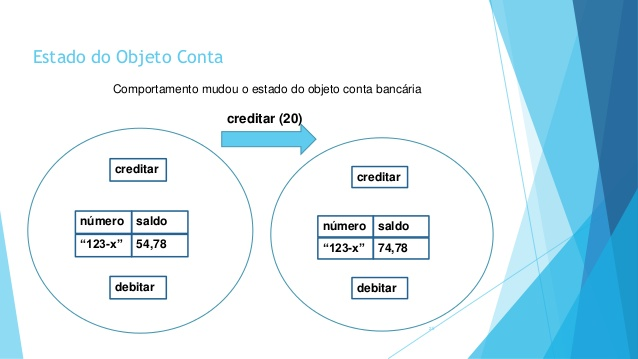 Estado do Objeto Conta
Comportamento mudou o estado do objeto conta bancária
creditar (20)
creditar
número saldo
“123-x” 54,78
debitar
creditar
número saldo
“123-x” 74,78
debitar